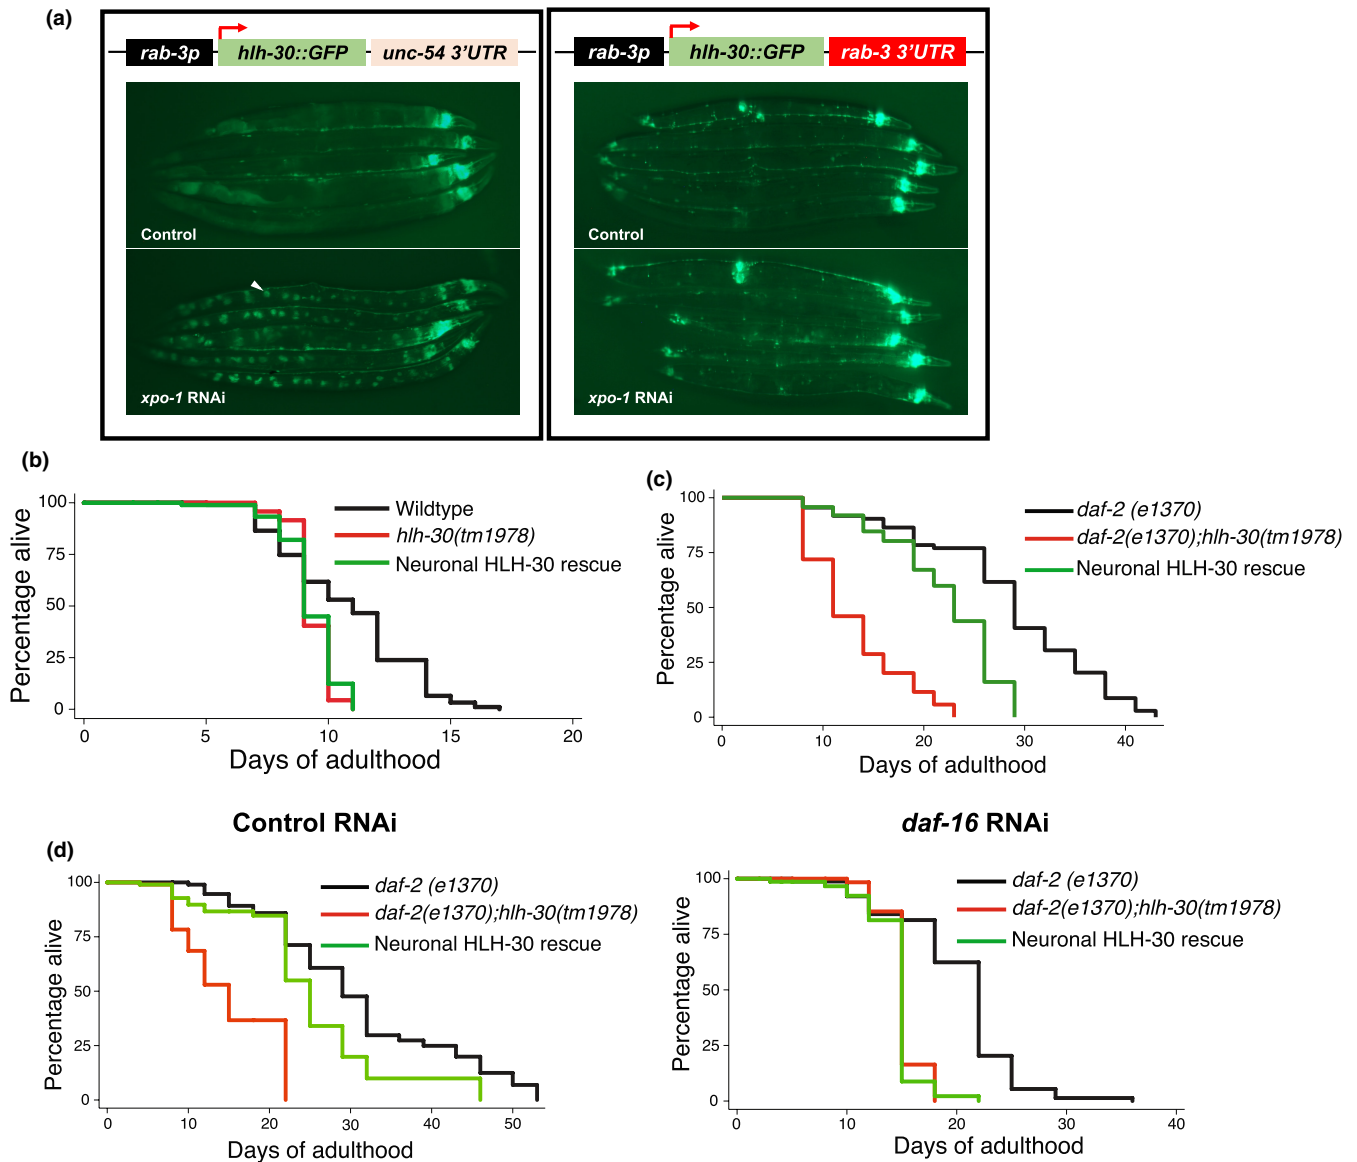 (a)
rab-3p hlh-30::GFP unc-54 3'UTR
rab-3p hlh-30::GFP rab-3 3'UTR
Control
Control
xpo-1 RNAi
xpo-1 RNAi
(b)
Percentage alive
100
75
50
25
0
0 5 10 15 20
Days of adulthood
Wildtype
hlh-30(tm1978)
Neuronal HLH-30 rescue
(c)
Percentage alive
100
75
50
25
0
0 10 20 30 40
Days of adulthood
daf-2 (e1370)
daf-2(e1370);hlh-30(tm1978)
Neuronal HLH-30 rescue
(d)
Control RNAi
Percentage alive
100
75
50
25
0
0 10 20 30 40 50
Days of adulthood
daf-2 (e1370)
daf-2(e1370);hlh-30(tm1978)
Neuronal HLH-30 rescue
daf-16 RNAi
Percentage alive
100
75
50
25
0
0 10 20 30 40
Days of adulthood
daf-2 (e1370)
daf-2(e1370);hlh-30(tm1978)
Neuronal HLH-30 rescue